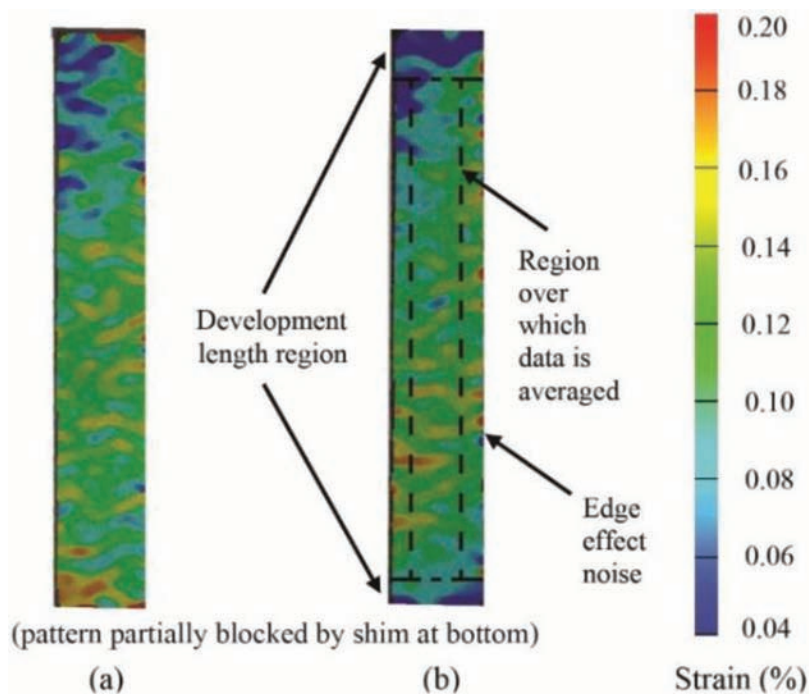 Development
length region
Region
over
which
data is
averaged
Edge
effect
noise
0.20
0.18
0.16
0.14
0.12
0.10
0.08
0.06
0.04
(pattern partially blocked by shim at bottom)
(a)
(b)
Strain (%)